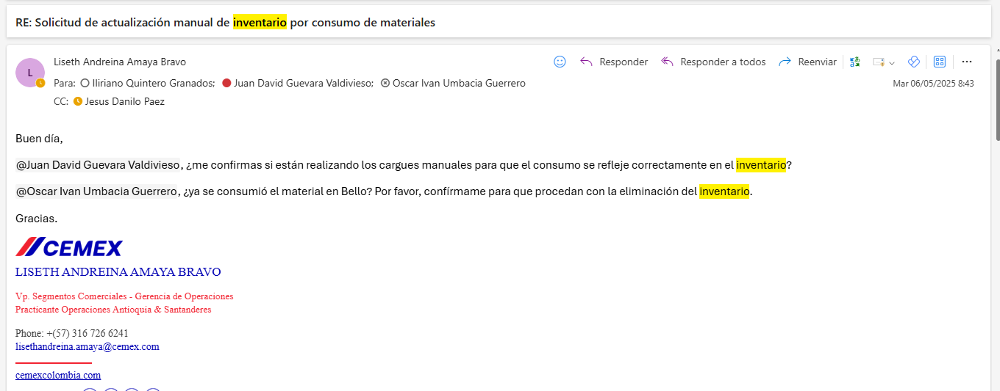 RE: Solicitud de actualización manual de inventario por consumo de materiales
L
Liseth Andreina Amaya Bravo
Responder
Responder a todos
Reenviar
Para: Iliriano Quintero Granados; Juan David Guevara Valdivieso; Oscar Ivan Umbacia Guerrero
Mar 06/05/2025 8:43
CC: Jesus Danilo Paez
Buen día,
@Juan David Guevara Valdivieso, ¿me confirmas si están realizando los cargues manuales para que el consumo se refleje correctamente en el inventario?
@Oscar Ivan Umbacia Guerrero, ¿ya se consumió el material en Bello? Por favor, confírmame para que procedan con la eliminación del inventario.
Gracias.
CEMEX
LISETH ANDREINA AMAYA BRAVO
Vp. Segmentos Comerciales - Gerencia de Operaciones
Practicante Operaciones Antioquia & Santanderes
Phone: +(57) 316 726 6241
lisethandreina.amaya@cemex.com
cemexcolombia.com